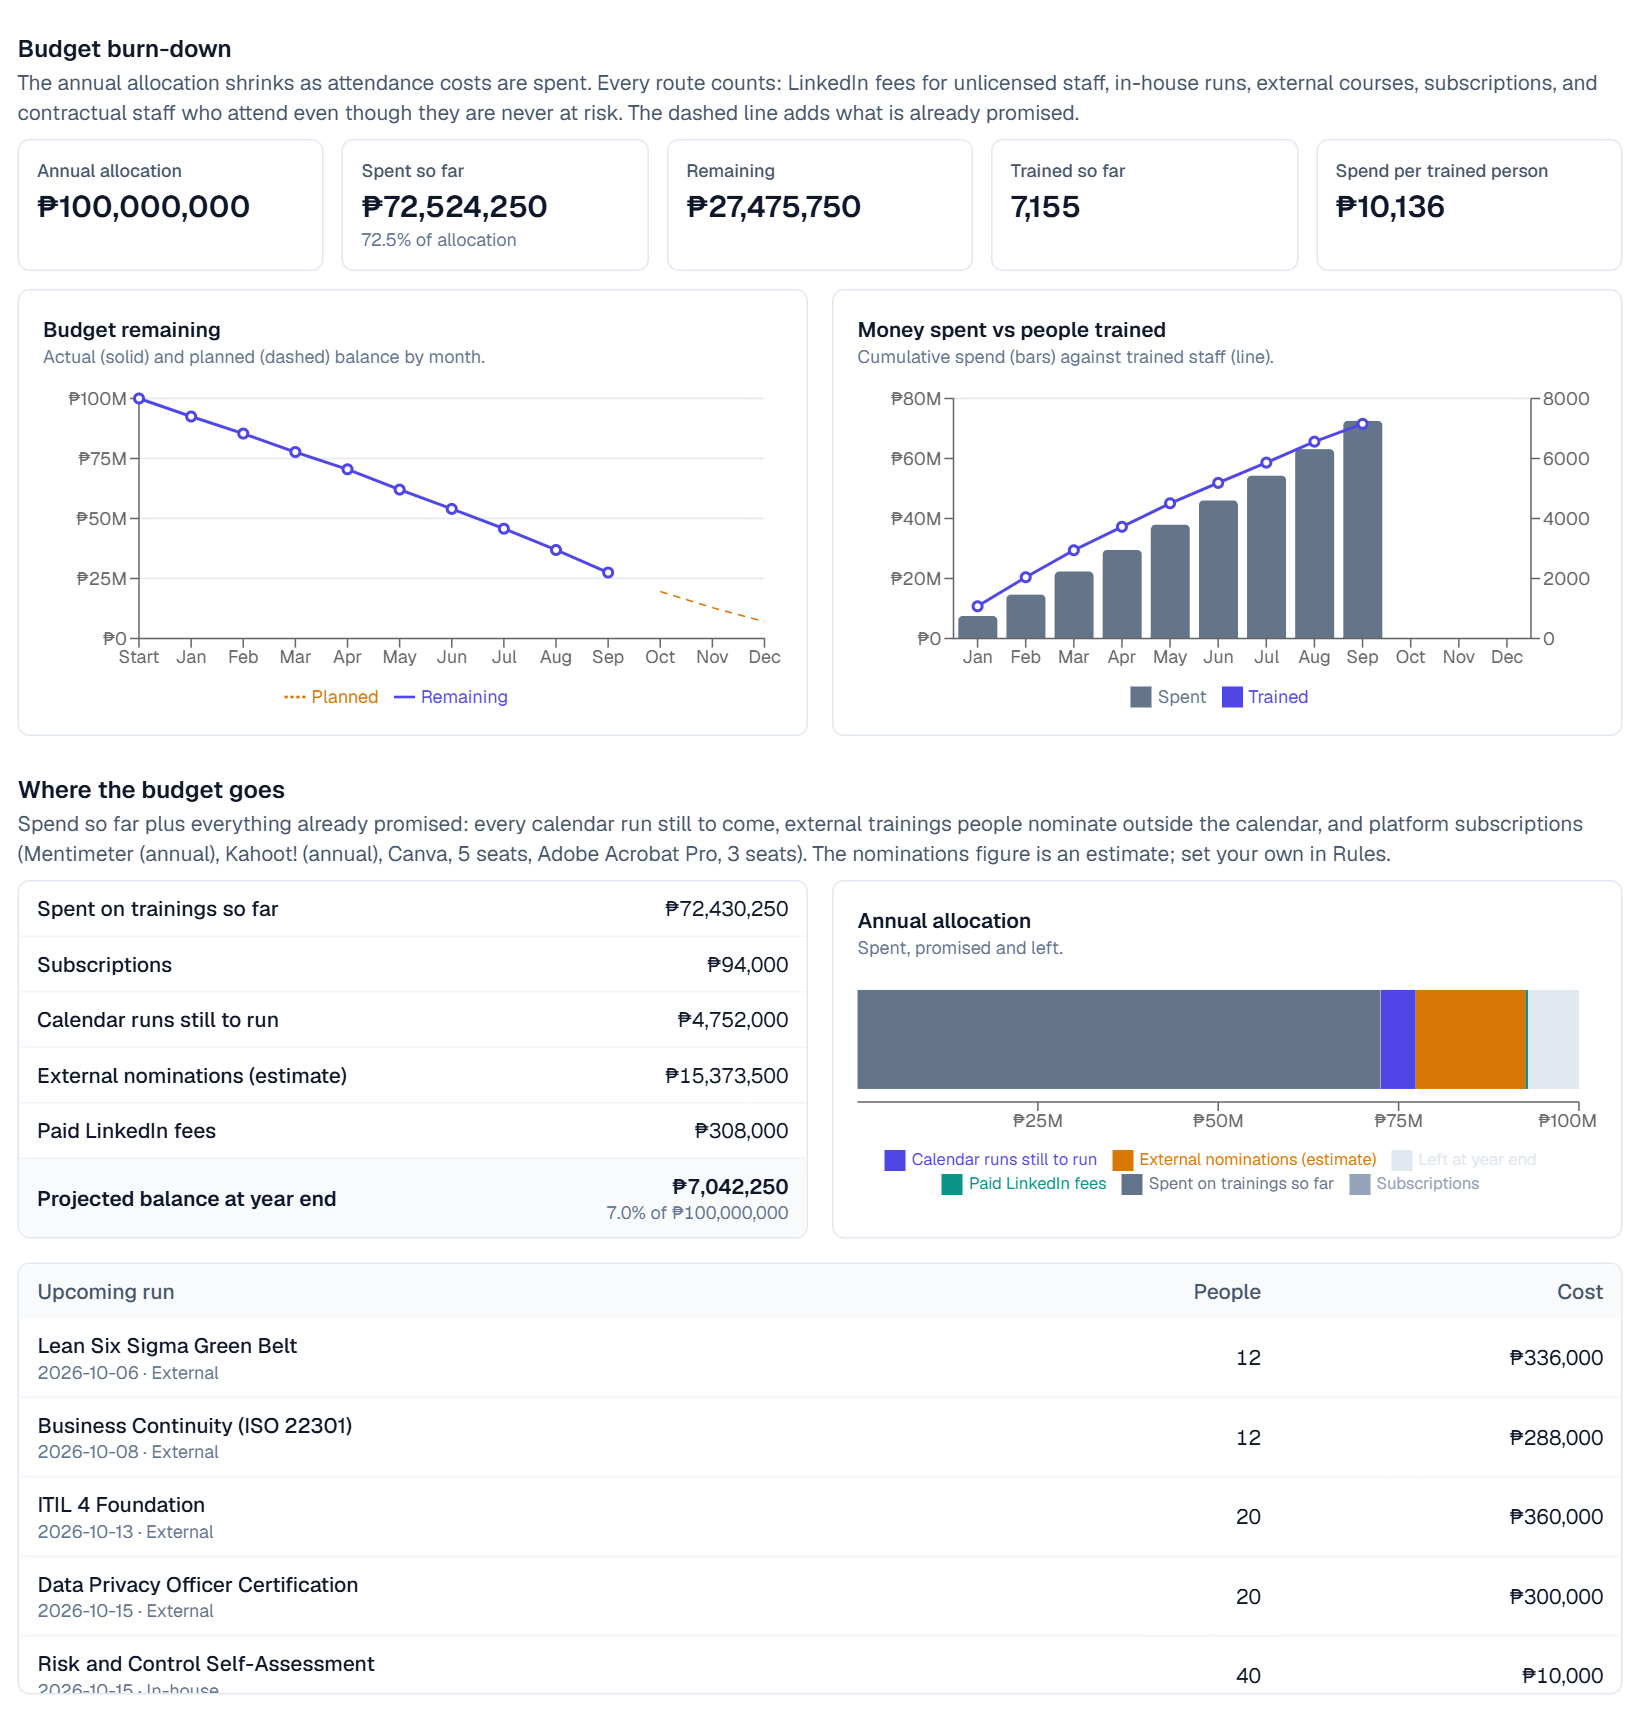 Budget burn-down
The annual allocation shrinks as attendance costs are spent. Every route counts: LinkedIn fees for unlicensed staff, in-house runs, external courses, subscriptions, and
contractual staff who attend even though they are never at risk. The dashed line adds what is already promised.
Annual allocation
₱100,000,000
Spent so far
₱72,524,250
72.5% of allocation
Remaining
₱27,475,750
Trained so far
7,155
Spend per trained person
₱10,136
Budget remaining
Actual (solid) and planned (dashed) balance by month.
₱100M
₱75M
₱50M
₱25M
₱0
Start Jan Feb Mar Apr May Jun Jul Aug Sep Oct Nov Dec
Planned Remaining
Money spent vs people trained
Cumulative spend (bars) against trained staff (line).
₱80M 8000
₱60M 6000
₱40M 4000
₱20M 2000
₱0 0
Jan Feb Mar Apr May Jun Jul Aug Sep Oct Nov Dec
Spent Trained
Where the budget goes
Spend so far plus everything already promised: every calendar run still to come, external trainings people nominate outside the calendar, and platform subscriptions
(Mentimeter (annual), Kahoot! (annual), Canva, 5 seats, Adobe Acrobat Pro, 3 seats). The nominations figure is an estimate; set your own in Rules.
Spent on trainings so far ₱72,430,250
Subscriptions ₱94,000
Calendar runs still to run ₱4,752,000
External nominations (estimate) ₱15,373,500
Paid LinkedIn fees ₱308,000
Projected balance at year end ₱7,042,250
7.0% of ₱100,000,000
Annual allocation
Spent, promised and left.
₱25M ₱50M ₱75M ₱100M
Calendar runs still to run External nominations (estimate) Left at year end
Paid LinkedIn fees Spent on trainings so far Subscriptions
Upcoming run People Cost
Lean Six Sigma Green Belt 12 ₱336,000
2026-10-06 · External
Business Continuity (ISO 22301) 12 ₱288,000
2026-10-08 · External
ITIL 4 Foundation 20 ₱360,000
2026-10-13 · External
Data Privacy Officer Certification 20 ₱300,000
2026-10-15 · External
Risk and Control Self-Assessment 40 ₱10,000
2026-10-15 · In-house